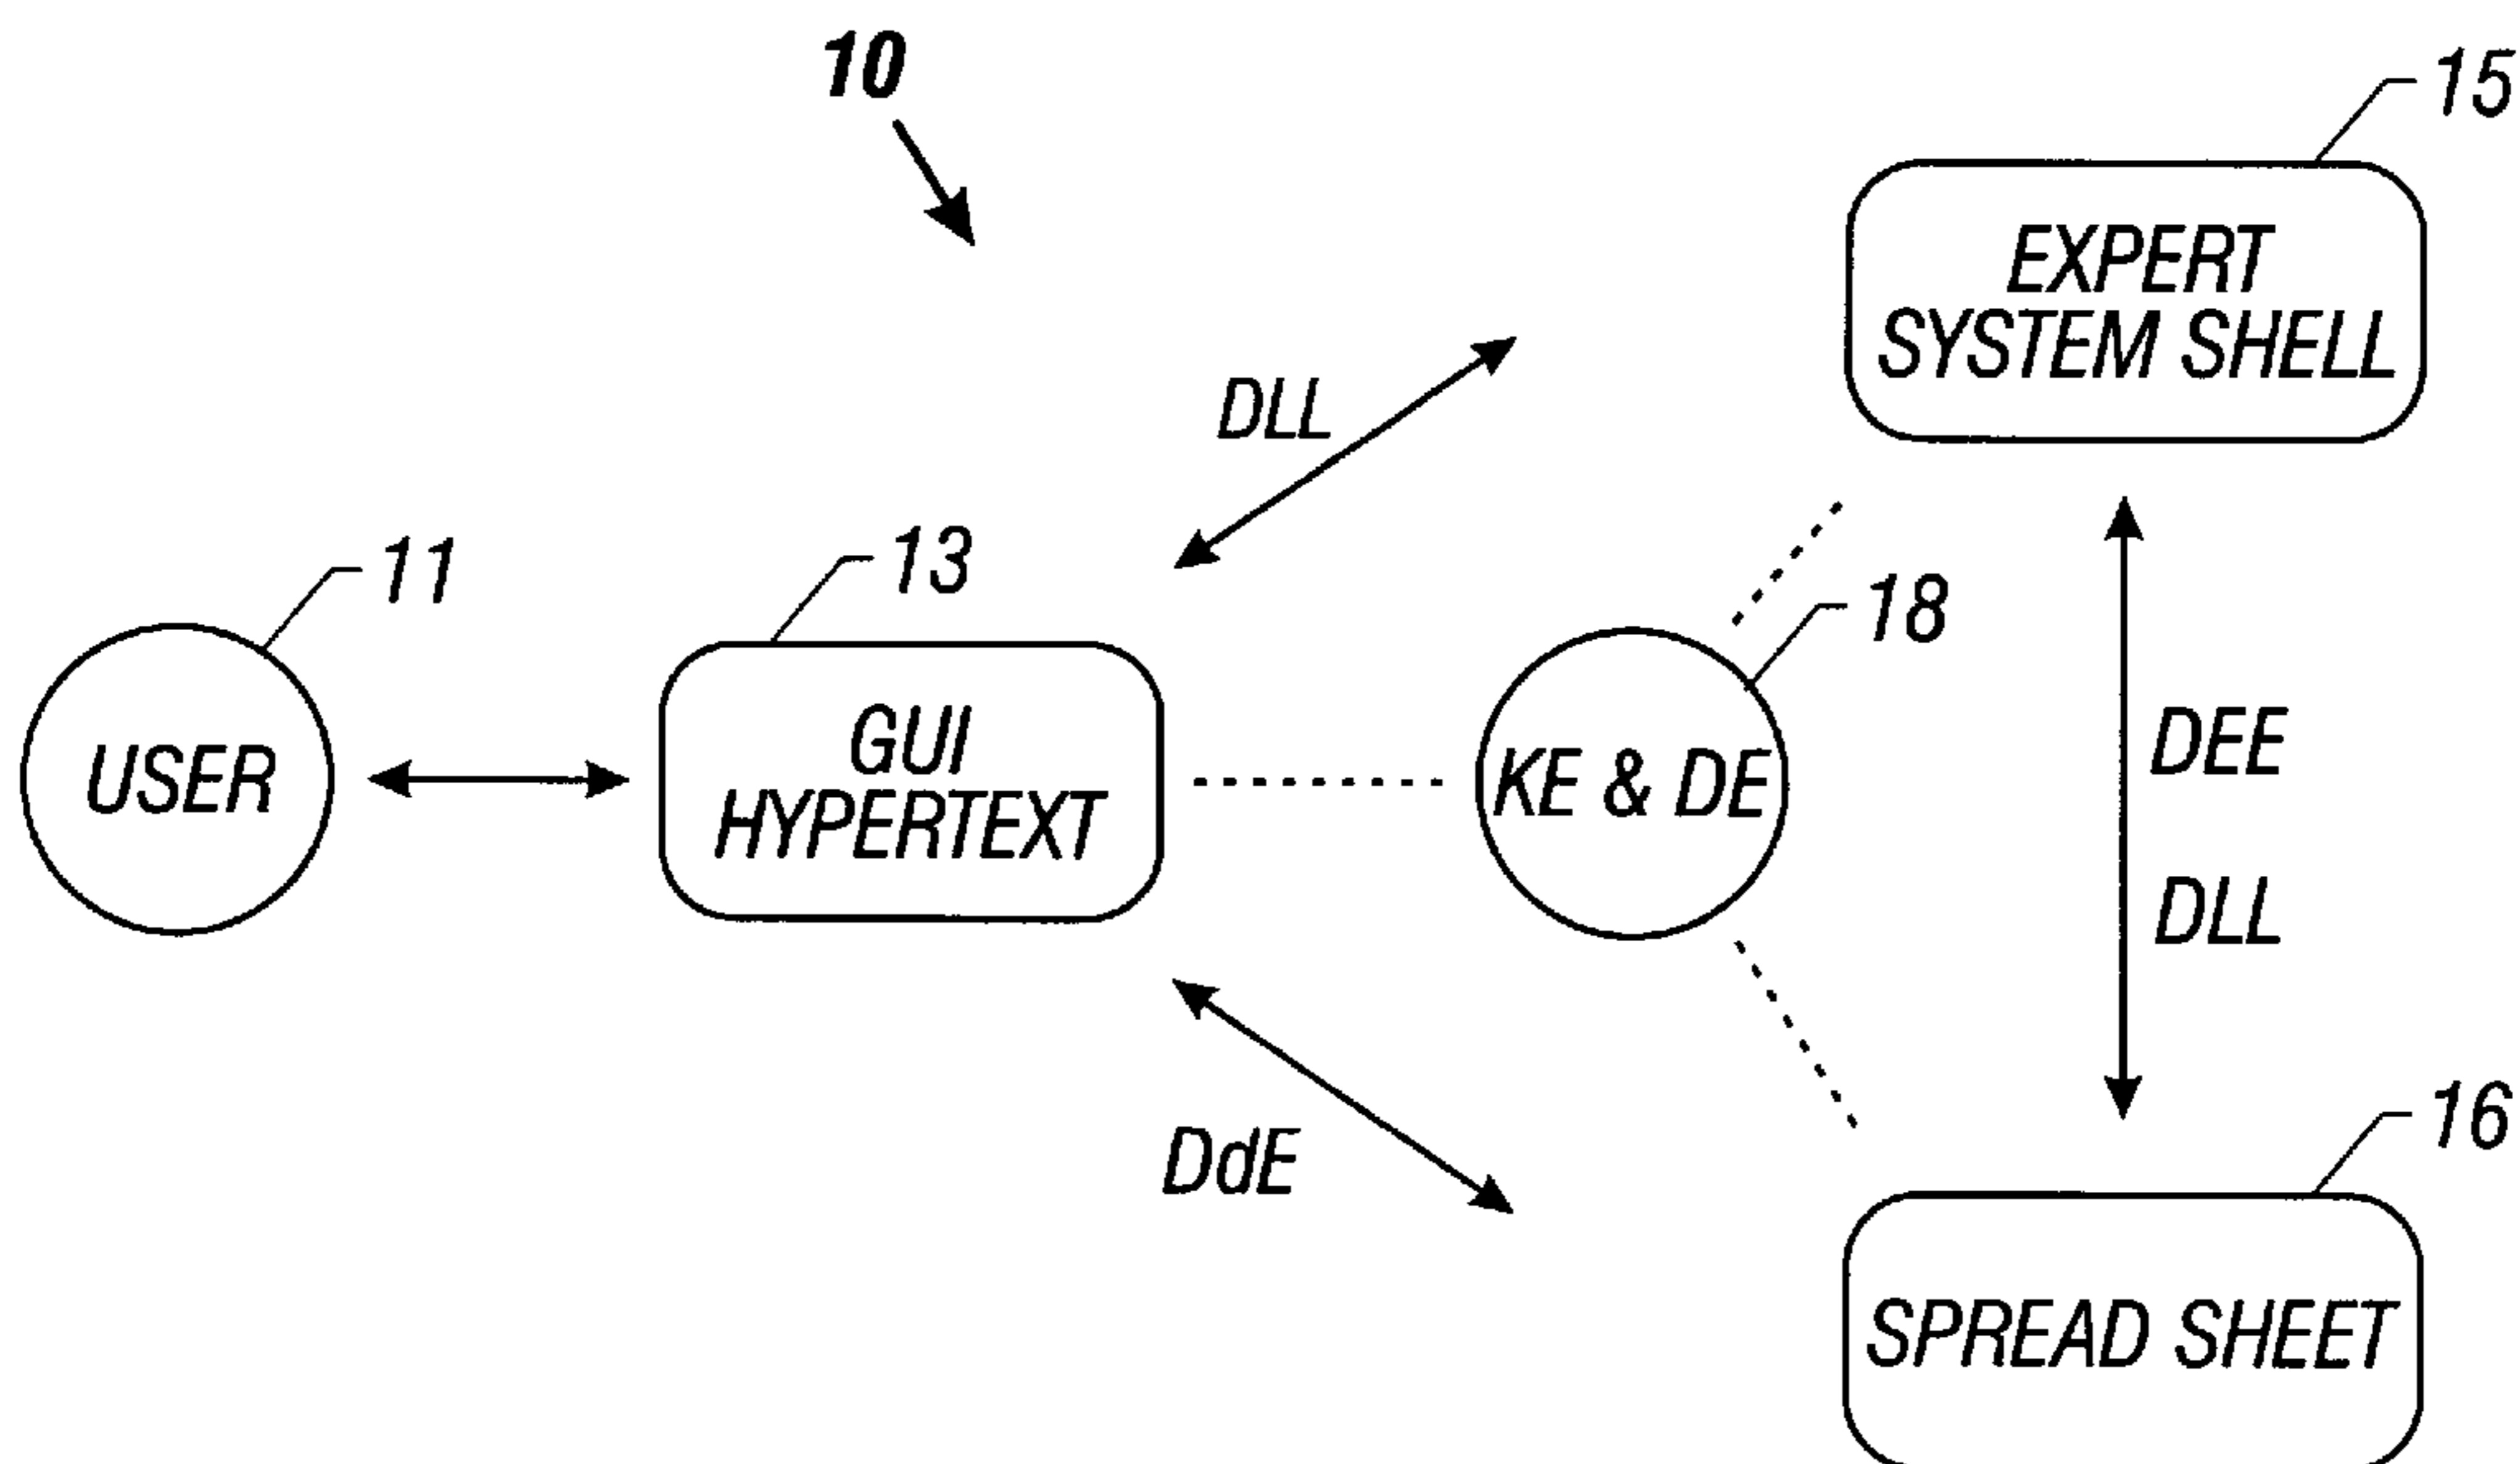 10
15
EXPERT
SYSTEM SHELL
DLL
11
13
18
USER
GUI
HYPERTEXT
KE & DE
DEE
DLL
DdE
16
SPREAD SHEET